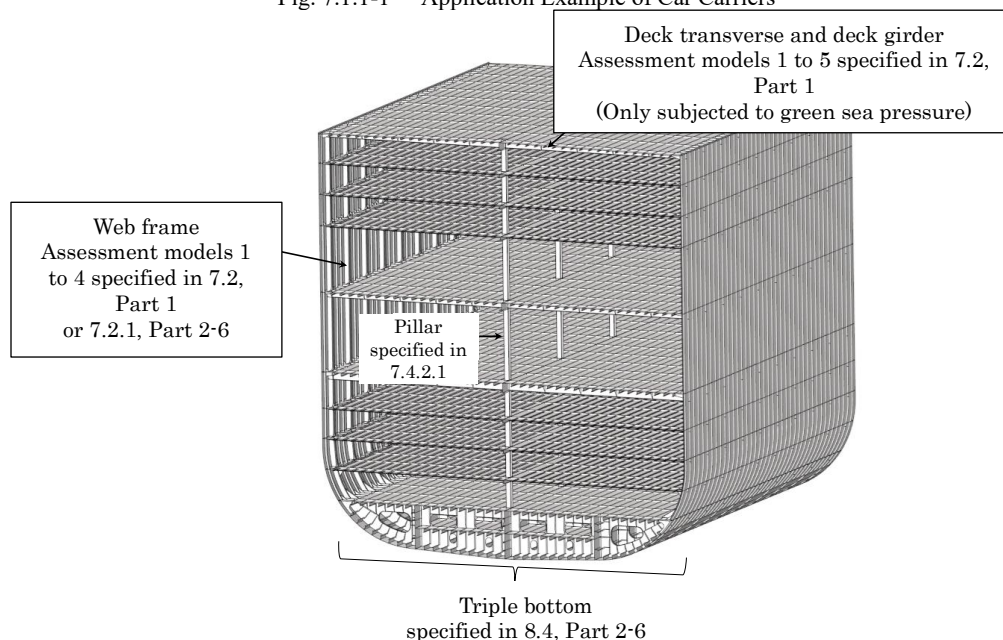 Fig. 7.1.1-1 Application Example of Car Carriers
Deck transverse and deck girder
Assessment models 1 to 5 specified in 7.2,
Part 1
(Only subjected to green sea pressure)
Web frame
Assessment models 1
to 4 specified in 7.2,
Part 1
or 7.2.1, Part 2-6
Pillar
specified in
7.4.2.1
Triple bottom
specified in 8.4, Part 2-6